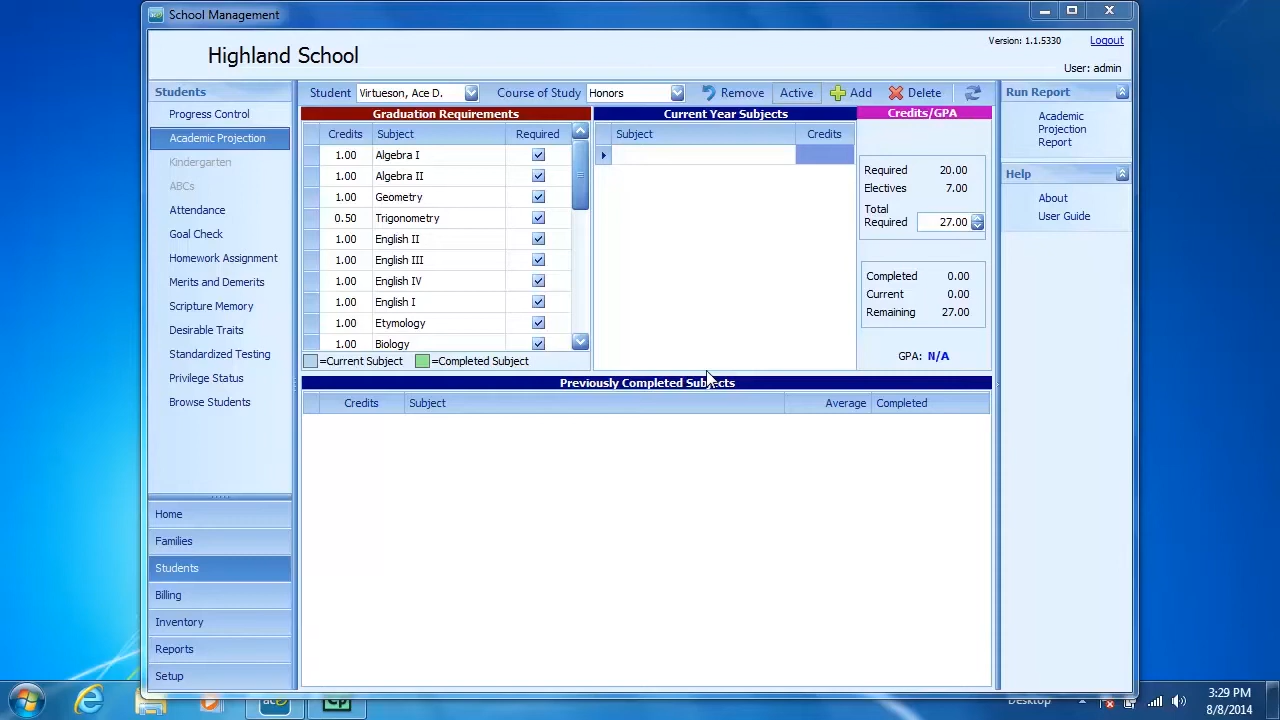 School Management
Highland School
Version: 1.1.5330
Logout
User: admin
Students
Progress Control
Academic Projection
Kindergarten
ABCs
Attendance
Goal Check
Homework Assignment
Merits and Demerits
Scripture Memory
Desirable Traits
Standardized Testing
Privilege Status
Browse Students
Home
Families
Students
Billing
Inventory
Reports
Setup
Student Virtueson, Ace D. Course of Study Honors Remove Active Add Delete
Graduation Requirements
Credits Subject Required
1.00 Algebra I
1.00 Algebra II
1.00 Geometry
0.50 Trigonometry
1.00 English II
1.00 English III
1.00 English IV
1.00 English I
1.00 Etymology
1.00 Biology
=Current Subject =Completed Subject
Current Year Subjects
Subject Credits
Credits/GPA
Required 20.00
Electives 7.00
Total
Required 27.00
Completed 0.00
Current 0.00
Remaining 27.00
GPA: N/A
Previously Completed Subjects
Credits Subject Average Completed
Run Report
Academic
Projection
Report
Help
About
User Guide
Desktop
3:29 PM
8/8/2014